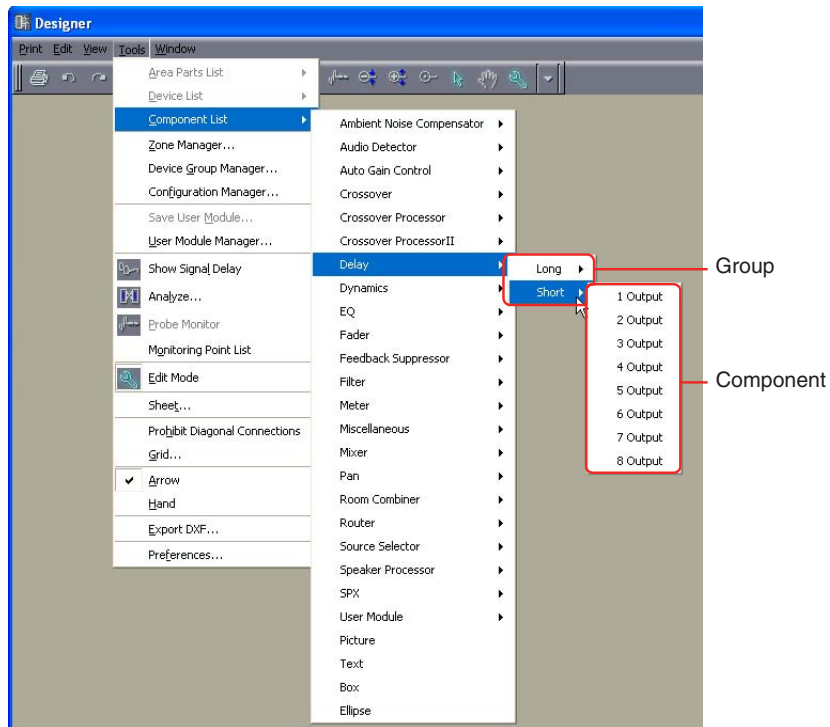 Designer
Print Edit View Tools Window
Area Parts List
Device List
Component List
Zone Manager...
Device Group Manager...
Configuration Manager...
Save User Module...
User Module Manager...
Show Signal Delay
Analyze...
Probe Monitor
Monitoring Point List
Edit Mode
Sheet...
Prohibit Diagonal Connections
Grid...
Arrow
Hand
Export DXF...
Preferences...
Ambient Noise Compensator
Audio Detector
Auto Gain Control
Crossover
Crossover Processor
Crossover ProcessorII
Delay
Dynamics
EQ
Fader
Feedback Suppressor
Filter
Meter
Miscellaneous
Mixer
Pan
Room Combiner
Router
Source Selector
Speaker Processor
SPX
User Module
Picture
Text
Box
Ellipse
Long
Short
Group
1 Output
2 Output
3 Output
4 Output
5 Output
6 Output
7 Output
8 Output
Component